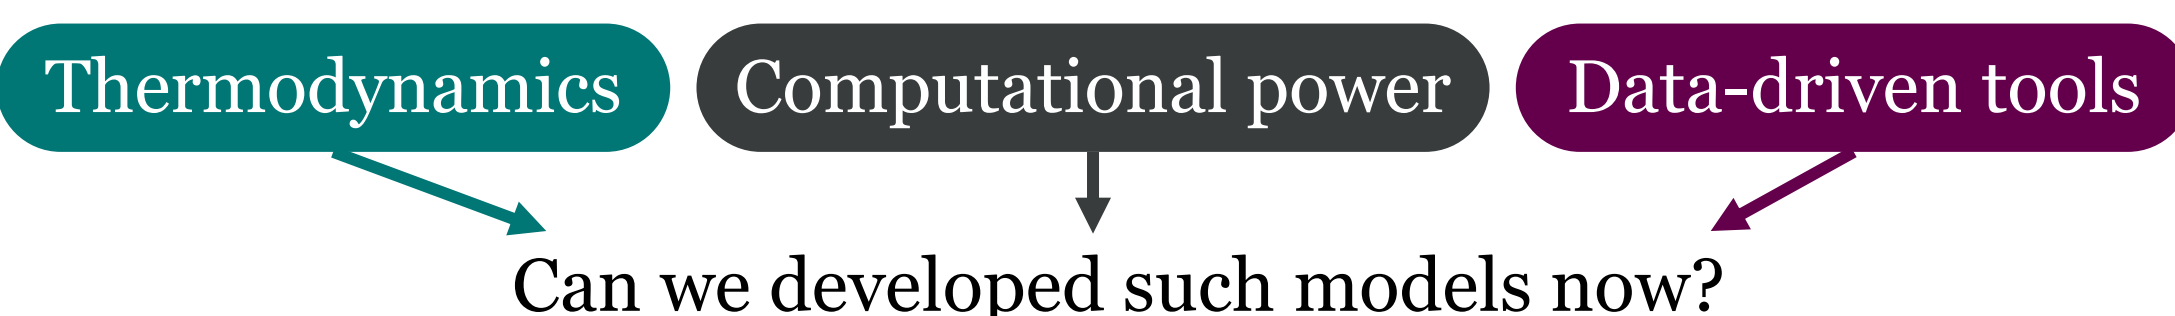 Thermodynamics Computational power Data-driven tools
Can we developed such models now?